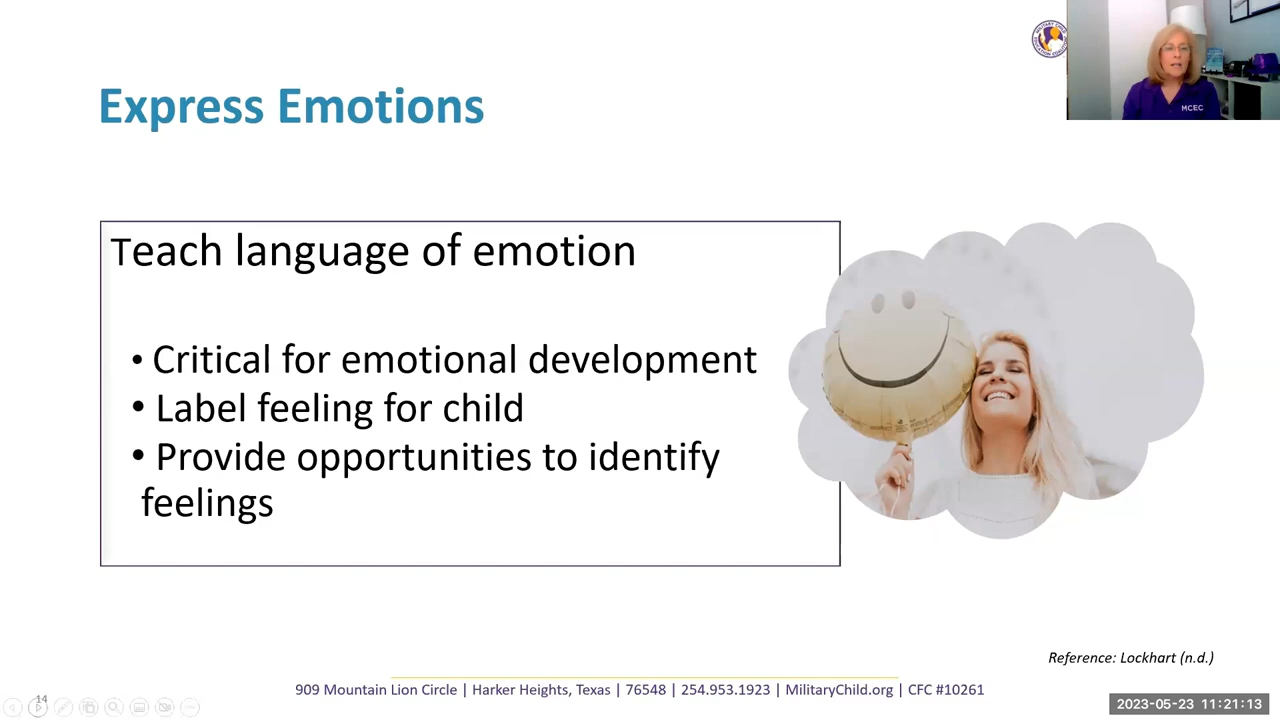 Express Emotions
MCEC
Teach language of emotion
• Critical for emotional development
• Label feeling for child
• Provide opportunities to identify
feelings
Reference: Lockhart (n.d.)
909 Mountain Lion Circle | Harker Heights, Texas | 76548 | 254.953.1923 | MilitaryChild.org | CFC #10261
14
2023-05-23 11:21:13